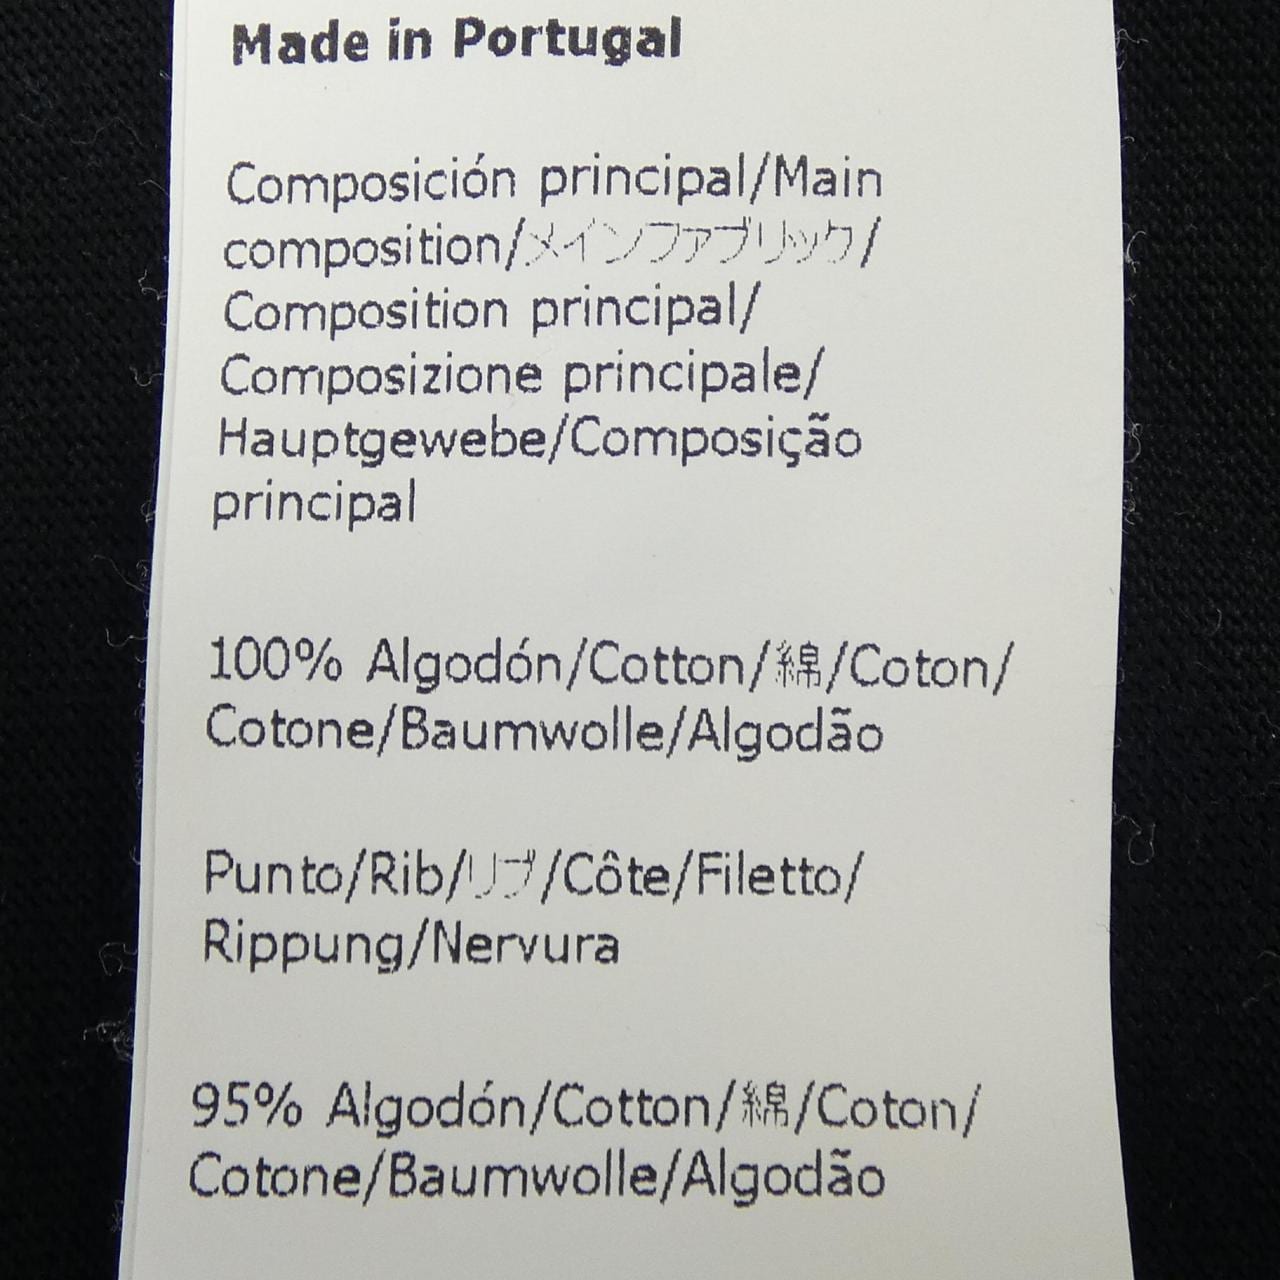 Made in Portugal
Composición principal/Main
composition/メインファブリック/
Composition principal/
Composizione principale/
Hauptgewebe/Composição
principal
100% Algodón/Cotton/綿/Coton/
Cotone/Baumwolle/Algodão
Punto/Rib/リブ/Côte/Filetto/
Rippung/Nervura
95% Algodón/Cotton/綿/Coton/
Cotone/Baumwolle/Algodão